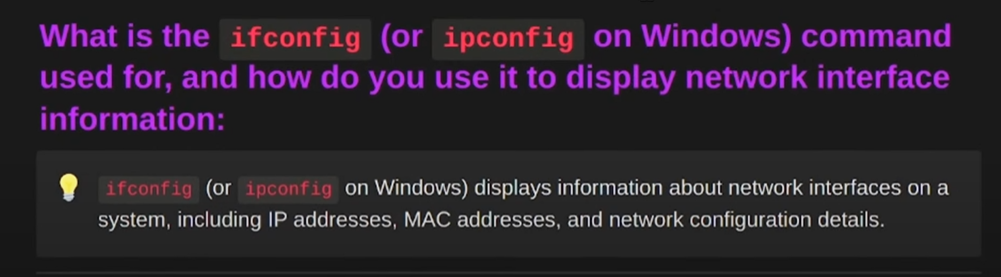 What is the ifconfig (or ipconfig on Windows) command
used for, and how do you use it to display network interface
information:
ifconfig (or ipconfig on Windows) displays information about network interfaces on a
system, including IP addresses, MAC addresses, and network configuration details.